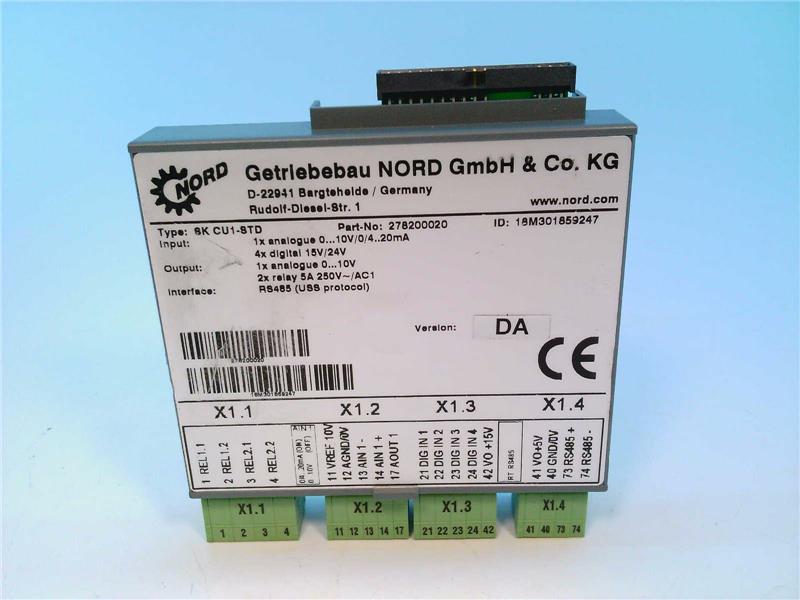 NORD
Getriebebau NORD GmbH & Co. KG
D-22941 Bargteheide / Germany
Rudolf-Diesel-Str. 1
www.nord.com
Type: SK CU1-STD
Part-No: 278200020
ID: 16M301659247
Input: 1x analogue 0...10V/0/4..20mA
4x digital 15V/24V
Output: 1x analogue 0...10V
2x relay 5A 250V~/AC1
Interface: RS485 (USS protocol)
Version: DA
CE
278200020
16M301659247
X1.1 X1.2 X1.3 X1.4
1 REL1.1
2 REL1.2
3 REL2.1
4 REL2.2
11 VREF 10V
12 AGND/0V
13 AIN 1 -
14 AIN 1 +
17 AOUT 1
21 DIG IN 1
22 DIG IN 2
23 DIG IN 3
24 DIG IN 4
42 VO +15V
RT RS485
41 VO+5V
40 GND/0V
73 RS485 +
74 RS485 -
X1.1 X1.2 X1.3 X1.4
1 2 3 4 11 12 13 14 17 21 22 23 24 42 41 40 73 74